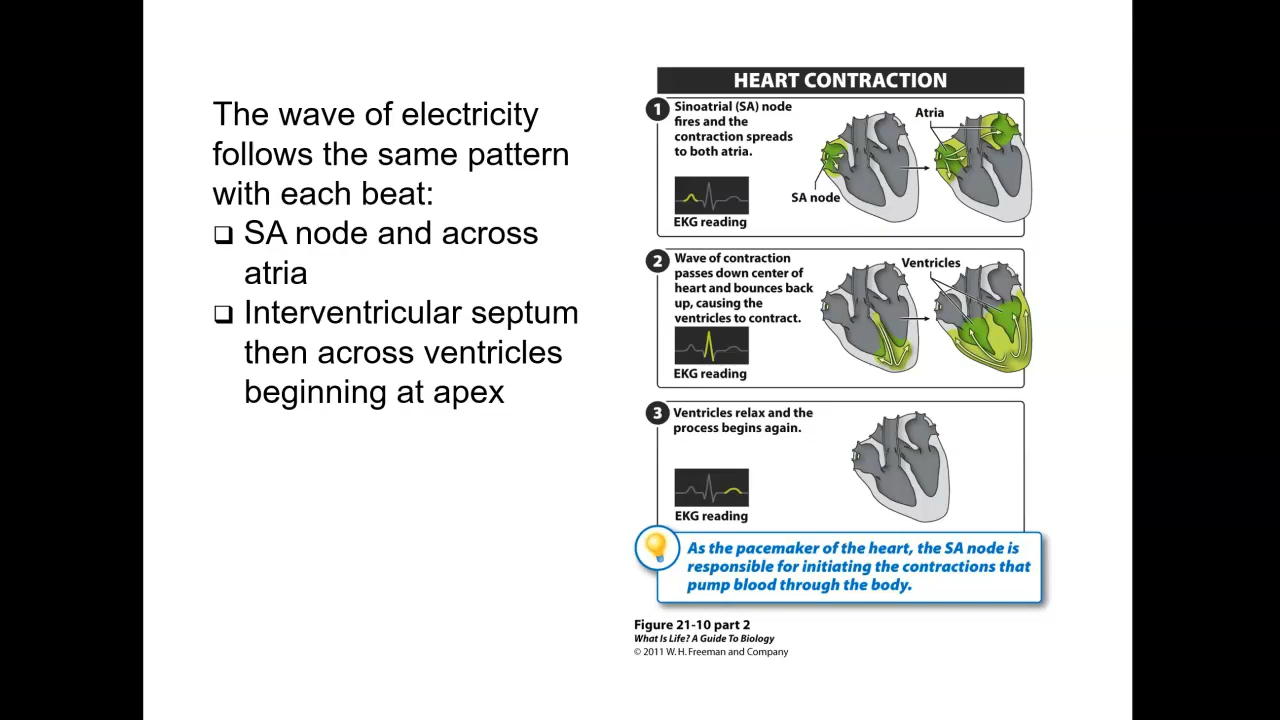 The wave of electricity
follows the same pattern
with each beat:
❑ SA node and across
atria
❑ Interventricular septum
then across ventricles
beginning at apex
HEART CONTRACTION
1
Sinoatrial (SA) node
fires and the
contraction spreads
to both atria.
Atria
SA node
EKG reading
2
Wave of contraction
passes down center of
heart and bounces back
up, causing the
ventricles to contract.
Ventricles
EKG reading
3
Ventricles relax and the
process begins again.
EKG reading
As the pacemaker of the heart, the SA node is
responsible for initiating the contractions that
pump blood through the body.
Figure 21-10 part 2
What Is Life? A Guide To Biology
© 2011 W. H. Freeman and Company